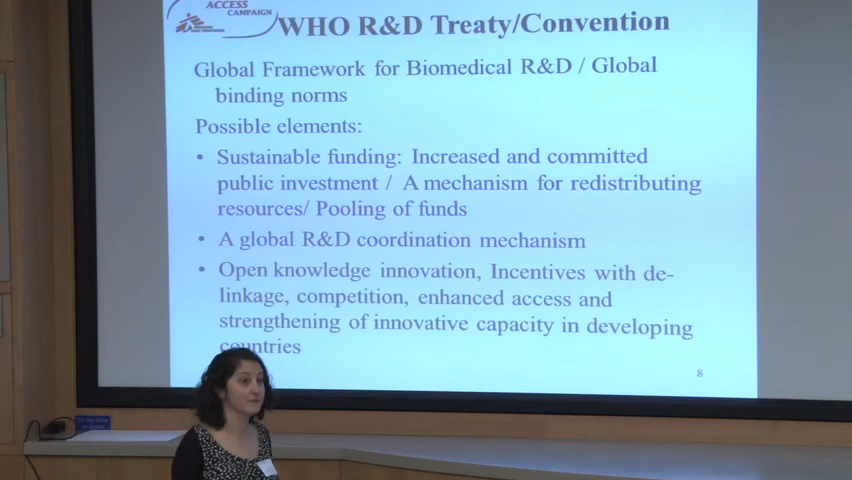 ACCESS
CAMPAIGN
WHO R&D Treaty/Convention
Global Framework for Biomedical R&D / Global
binding norms
Possible elements:
• Sustainable funding: Increased and committed
public investment / A mechanism for redistributing
resources/ Pooling of funds
• A global R&D coordination mechanism
• Open knowledge innovation, Incentives with de-
linkage, competition, enhanced access and
strengthening of innovative capacity in developing
countries
8